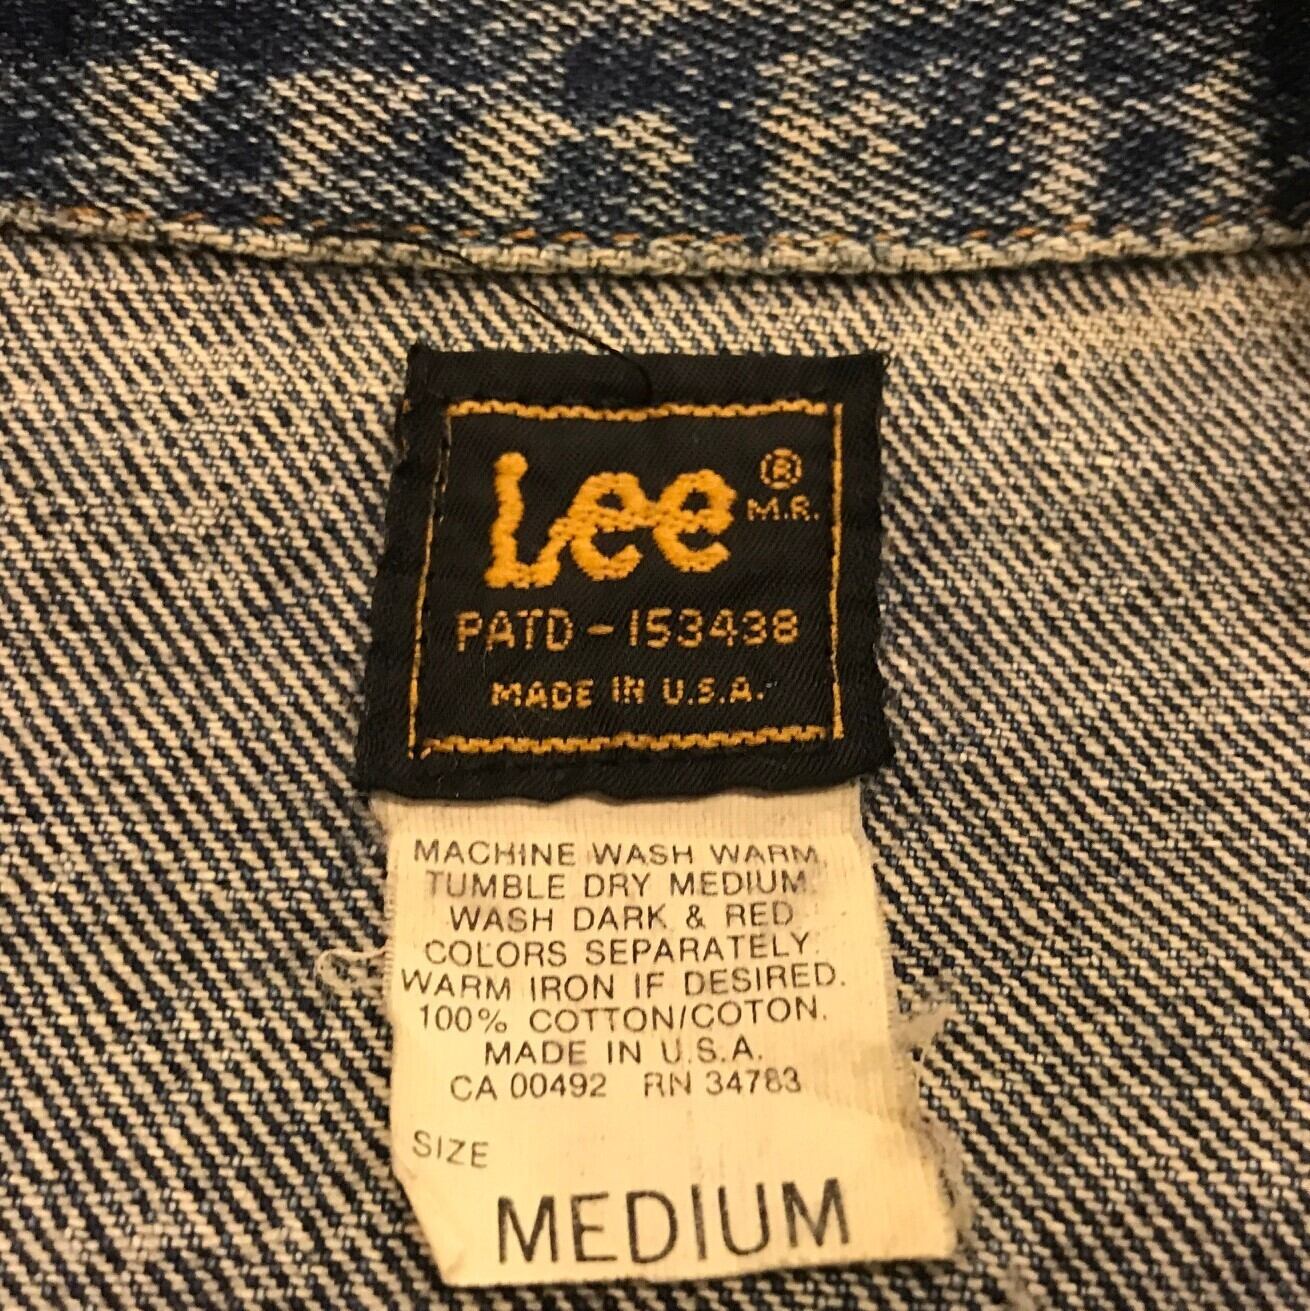 Lee ®
M.R.
PATD-153438
MADE IN U.S.A.
MACHINE WASH WARM,
TUMBLE DRY MEDIUM.
WASH DARK & RED
COLORS SEPARATELY.
WARM IRON IF DESIRED.
100% COTTON/COTON.
MADE IN U.S.A.
CA 00492 RN 34783
SIZE
MEDIUM